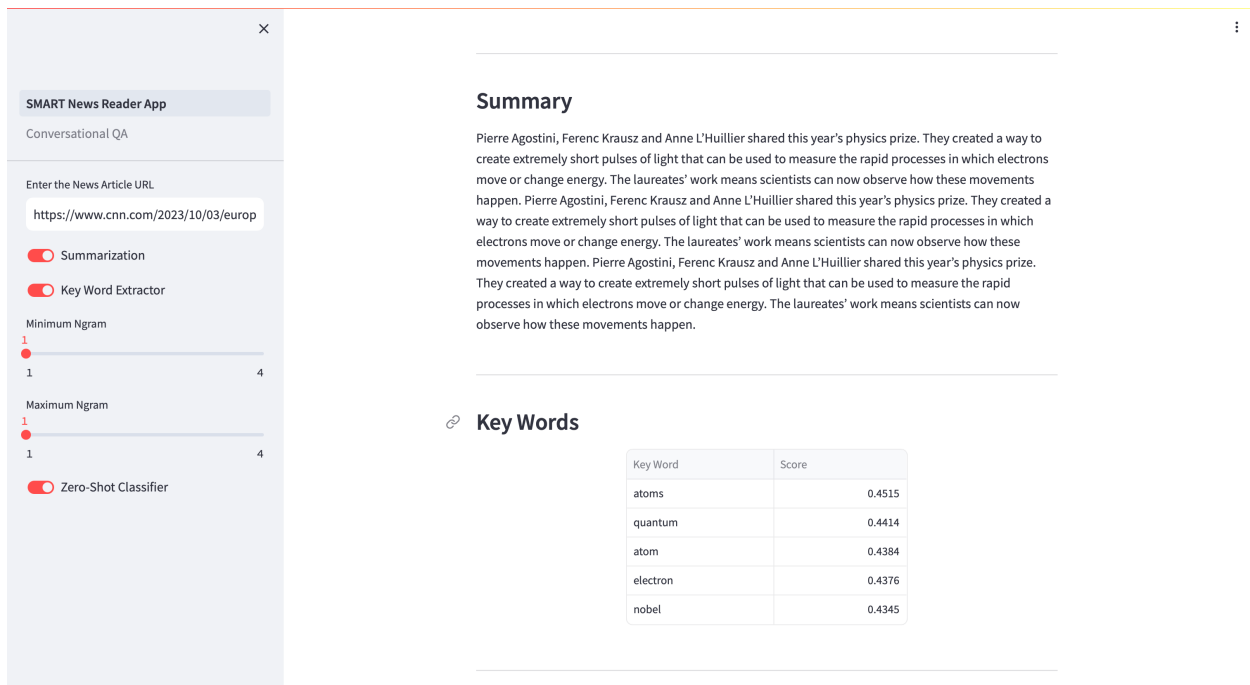 SMART News Reader App
Conversational QA
Enter the News Article URL
https://www.cnn.com/2023/10/03/europ
Summarization
Key Word Extractor
Minimum Ngram
1
1 4
Maximum Ngram
1
1 4
Zero-Shot Classifier
Summary
Pierre Agostini, Ferenc Krausz and Anne L’Huillier shared this year’s physics prize. They created a way to
create extremely short pulses of light that can be used to measure the rapid processes in which electrons
move or change energy. The laureates’ work means scientists can now observe how these movements
happen. Pierre Agostini, Ferenc Krausz and Anne L’Huillier shared this year’s physics prize. They created a
way to create extremely short pulses of light that can be used to measure the rapid processes in which
electrons move or change energy. The laureates’ work means scientists can now observe how these
movements happen. Pierre Agostini, Ferenc Krausz and Anne L’Huillier shared this year’s physics prize.
They created a way to create extremely short pulses of light that can be used to measure the rapid
processes in which electrons move or change energy. The laureates’ work means scientists can now
observe how these movements happen.
Key Words
Key Word Score
atoms 0.4515
quantum 0.4414
atom 0.4384
electron 0.4376
nobel 0.4345